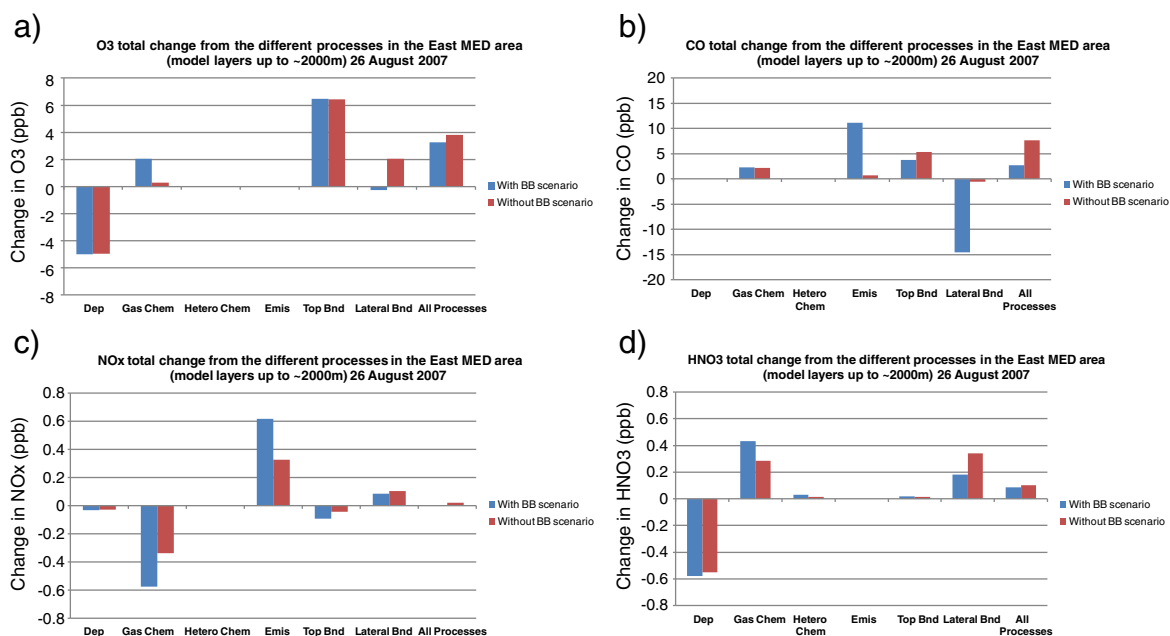 a)
O3 total change from the different processes in the East MED area
(model layers up to ~2000m) 26 August 2007
Change in O3 (ppb)
8
6
4
2
0
-2
-4
-6
-8
Dep Gas Chem Hetero Chem Emis Top Bnd Lateral Bnd All Processes
With BB scenario
Without BB scenario
b)
CO total change from the different processes in the East MED area
(model layers up to ~2000m) 26 August 2007
Change in CO (ppb)
20
15
10
5
0
-5
-10
-15
-20
Dep Gas Chem Hetero Emis Top Bnd Lateral Bnd All
Chem Processes
With BB scenario
Without BB scenario
c)
NOx total change from the different processes in the East MED area
(model layers up to ~2000m) 26 August 2007
Change in NOx (ppb)
0.8
0.6
0.4
0.2
0
-0.2
-0.4
-0.6
-0.8
Dep Gas Chem Hetero Chem Emis Top Bnd Lateral Bnd All Processes
With BB scenario
Without BB scenario
d)
HNO3 total change from the different processes in the East MED area
(model layers up to ~2000m) 26 August 2007
Change in HNO3 (ppb)
0.8
0.6
0.4
0.2
0
-0.2
-0.4
-0.6
-0.8
Dep Gas Chem Hetero Emis Top Bnd Lateral Bnd All
Chem Processes
With BB scenario
Without BB scenario